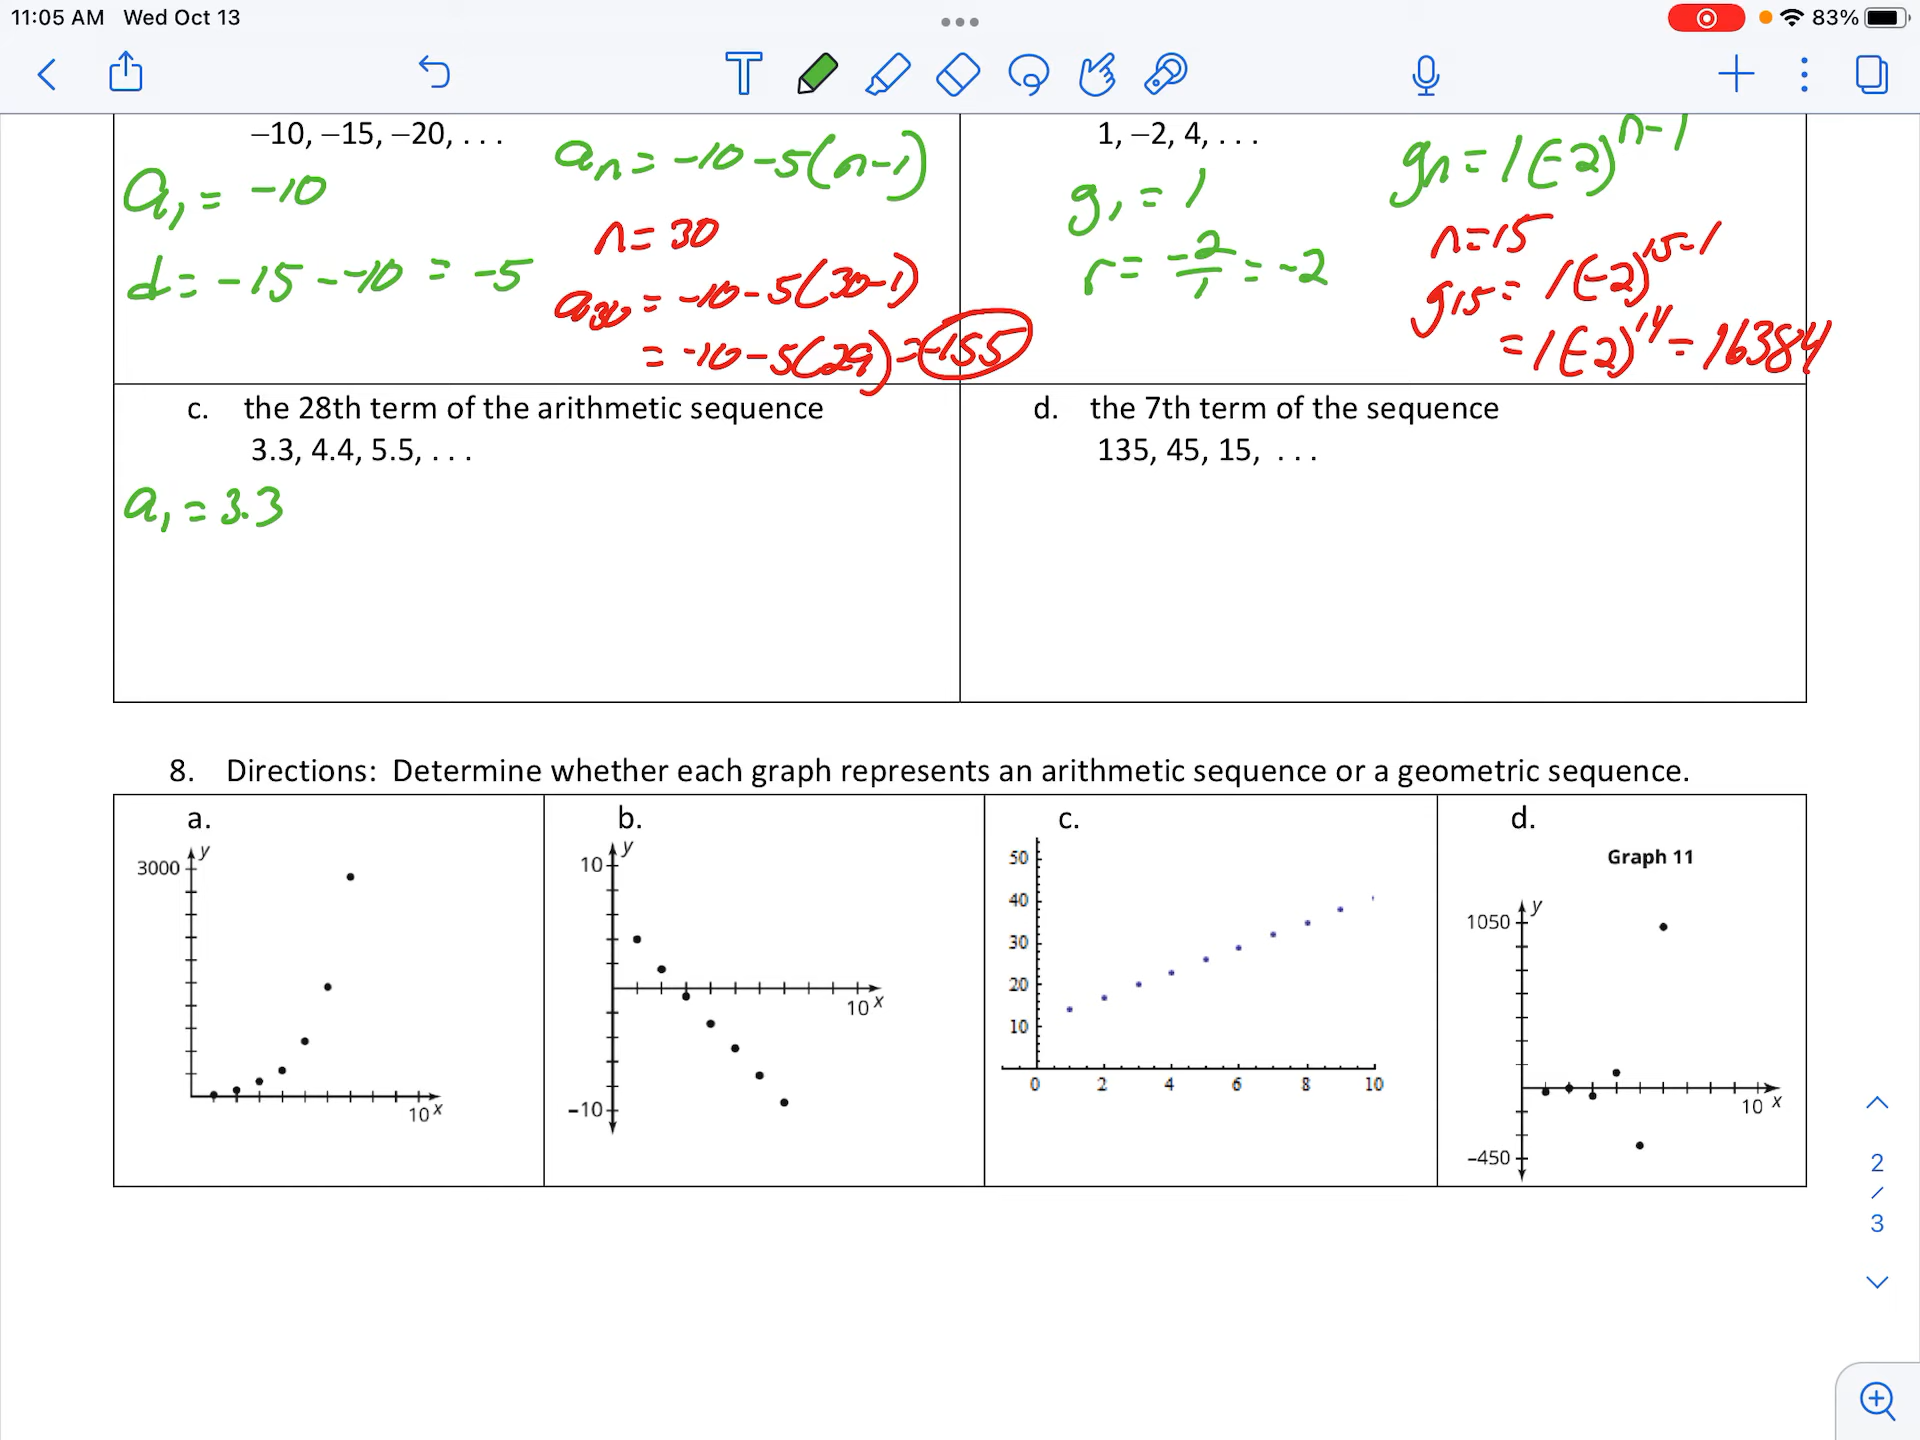 11:05 AM Wed Oct 13
83%
–10, –15, –20, . . .
aₙ = -10 -5(n-1)
a₁ = -10
n = 30
d = -15 - -10 = -5
a₃₀ = -10 -5(30-1)
= -10 -5(29) = -155
1, –2, 4, . . .
gₙ = 1(-2)ⁿ⁻¹
g₁ = 1
n=15
r = -2/1 = -2
g₁₅ = 1(-2)¹⁵⁻¹
= 1(-2)¹⁴ = 16384
c. the 28th term of the arithmetic sequence
3.3, 4.4, 5.5, . . .
a₁ = 3.3
d. the 7th term of the sequence
135, 45, 15, . . .
8. Directions: Determine whether each graph represents an arithmetic sequence or a geometric sequence.
a.
y
3000
10 x
b.
y
10
10 x
–10
c.
50
40
30
20
10
0 2 4 6 8 10
d.
Graph 11
y
1050
10 x
–450
2
/
3